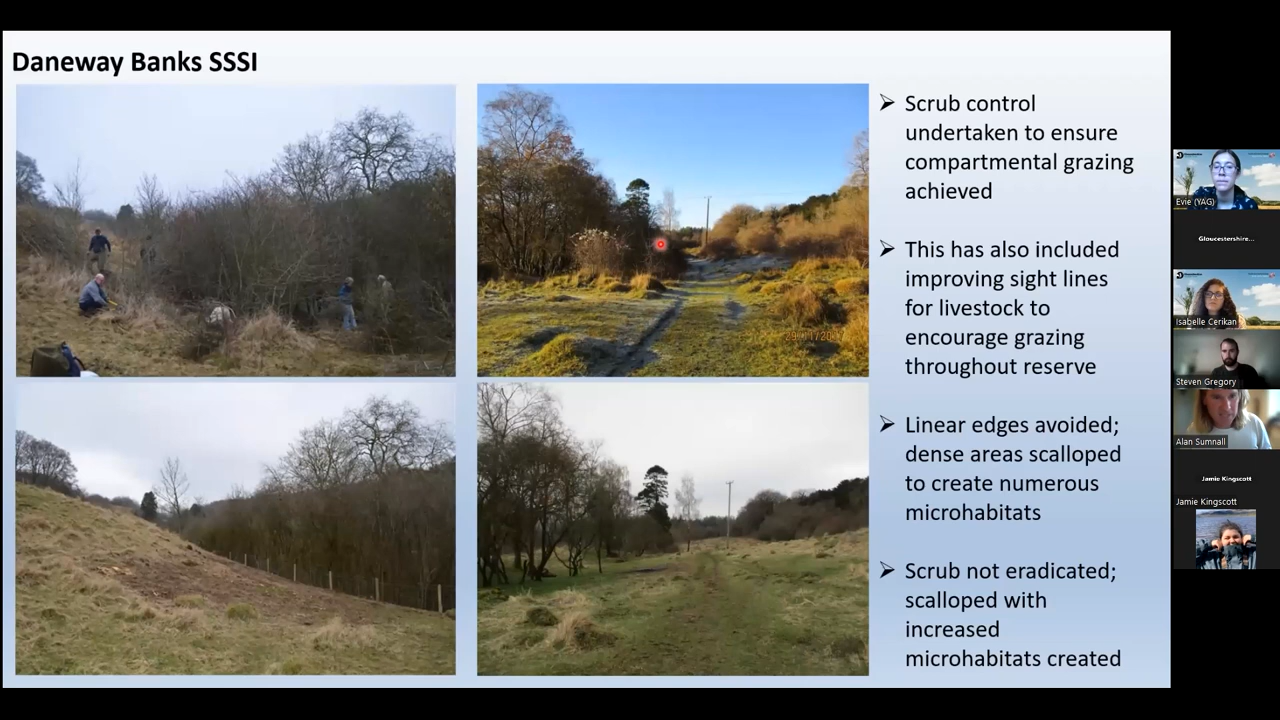 Daneway Banks SSSI
➢ Scrub control
undertaken to ensure
compartmental grazing
achieved
➢ This has also included
improving sight lines
for livestock to
encourage grazing
throughout reserve
➢ Linear edges avoided;
dense areas scalloped
to create numerous
microhabitats
➢ Scrub not eradicated;
scalloped with
increased
microhabitats created
Evie (YAG)
Gloucestershire...
Isabelle Cerikan
Steven Gregory
Alan Sumnall
Jamie Kingscott
Jamie Kingscott